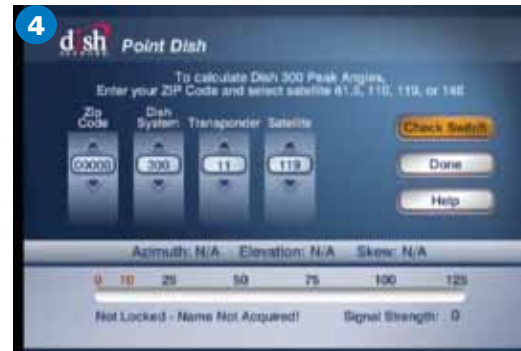 4
dish NETWORK Point Dish
To calculate Dish 300 Peak Angles,
Enter your ZIP Code and select satellite 61.5, 110, 119, or 148
Zip Code Dish System Transponder Satellite
00000 300 11 119
Check Switch
Done
Help
Azimuth: N/A Elevation: N/A Skew: N/A
0 10 25 50 75 100 125
Not Locked - Name Not Acquired! Signal Strength: 0